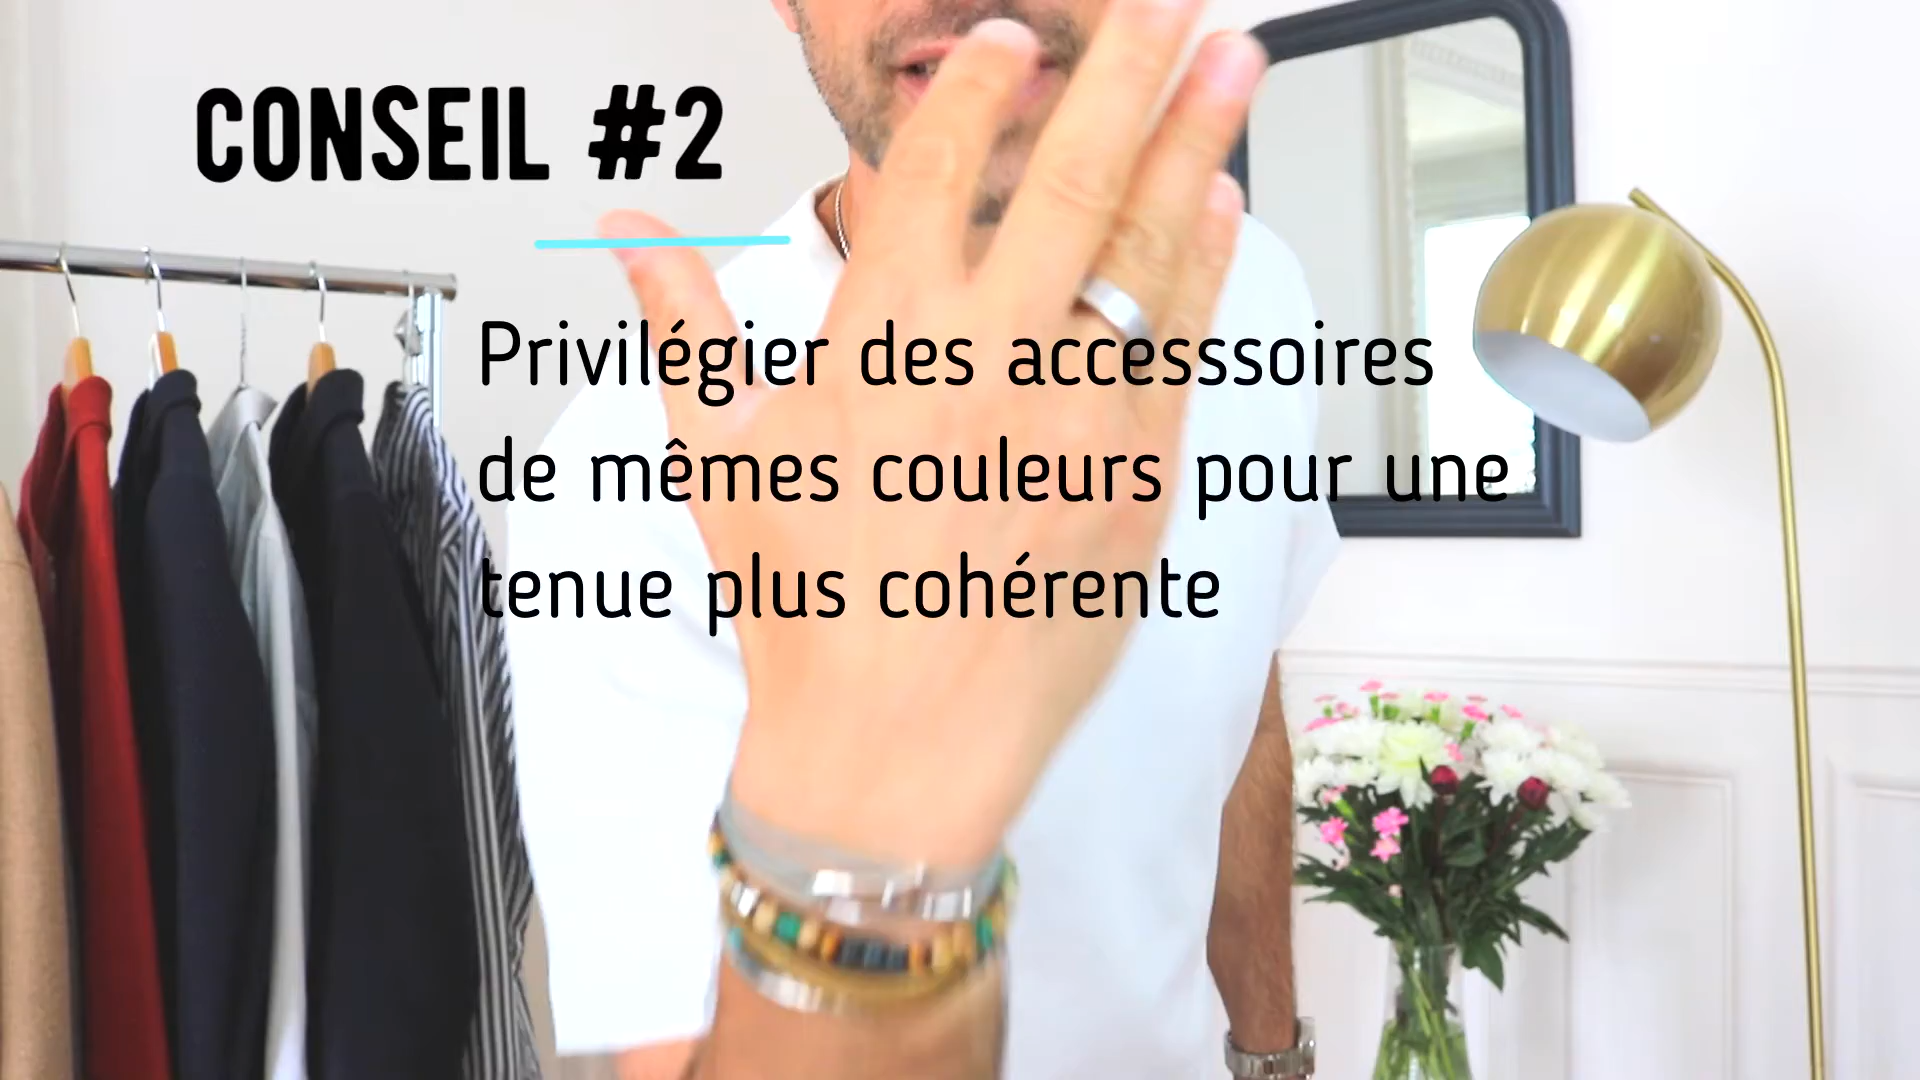 CONSEIL #2
Privilégier des accesssoires
de mêmes couleurs pour une
tenue plus cohérente